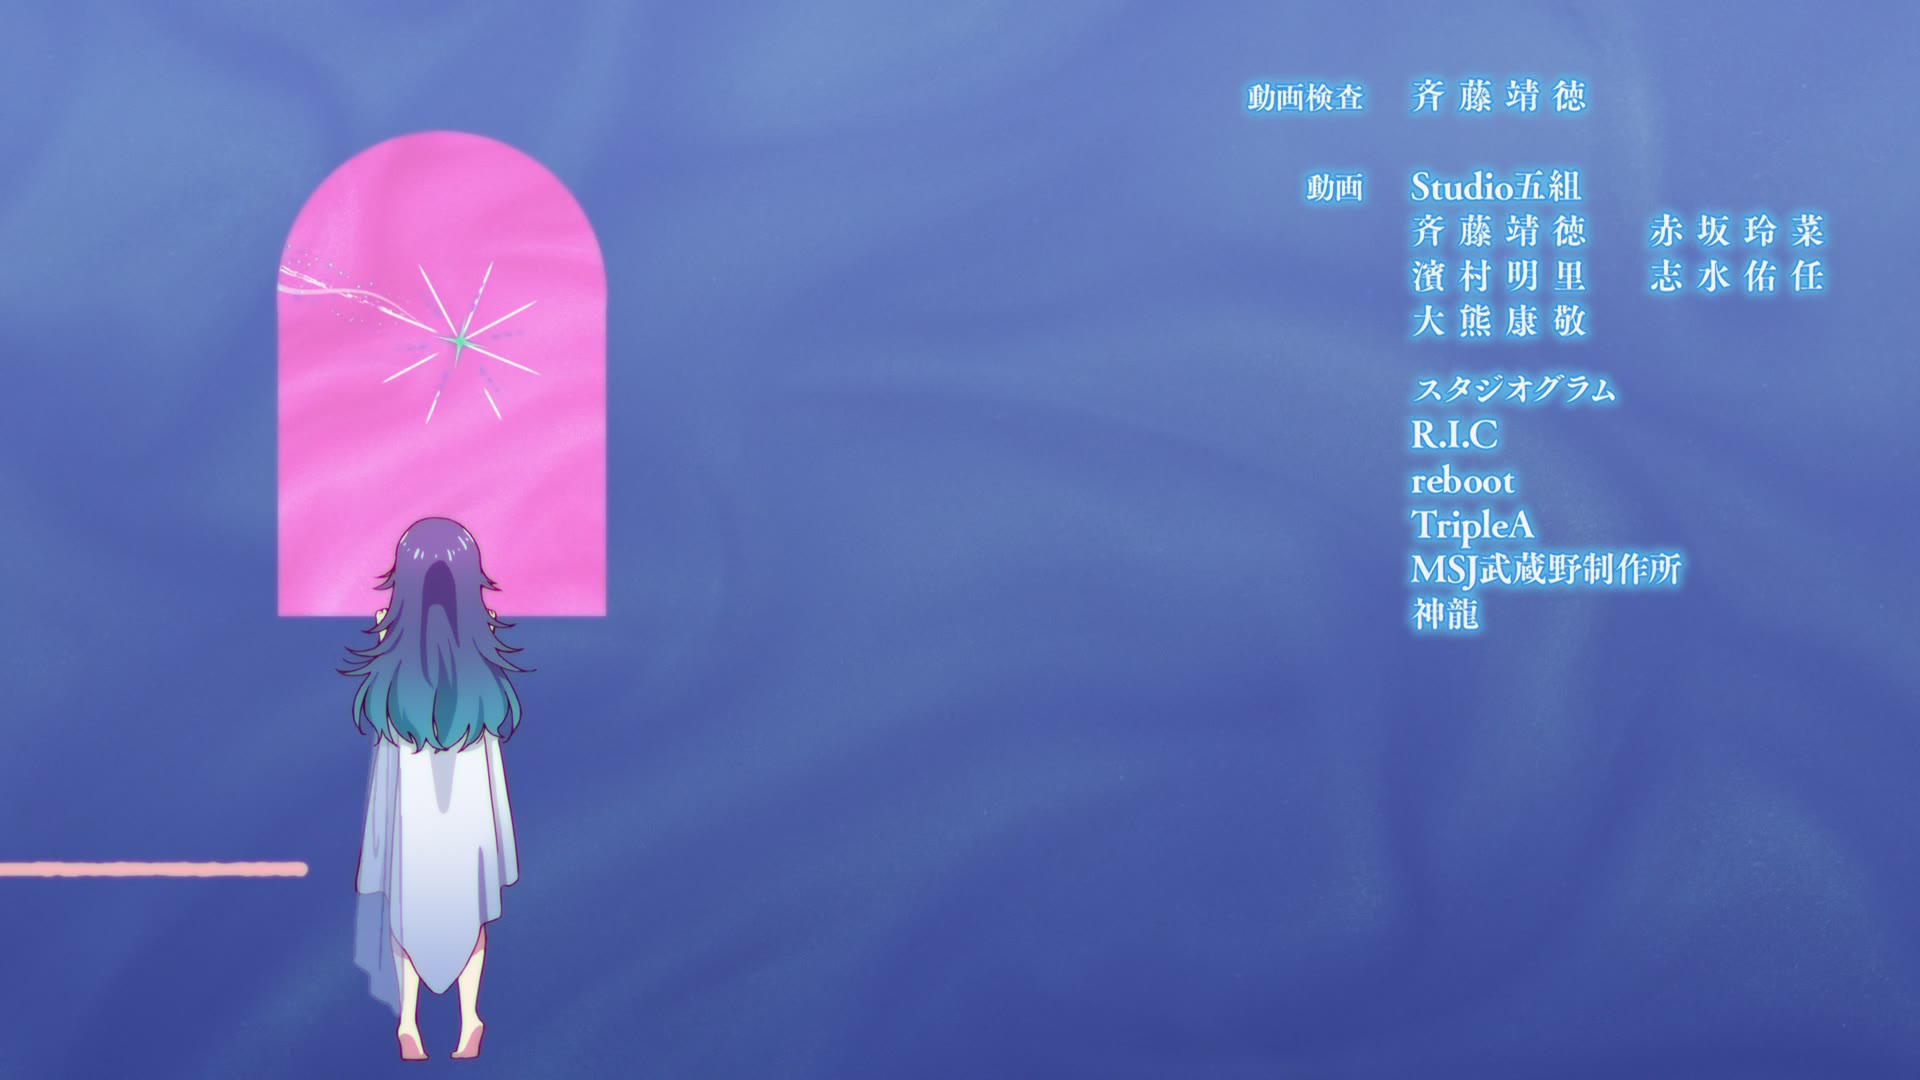 動画検査 斉藤靖徳
動画 Studio五組
斉藤靖徳 赤坂玲菜
濱村明里 志水佑任
大熊康敬
スタジオグラム
R.I.C
reboot
TripleA
MSJ武蔵野制作所
神龍